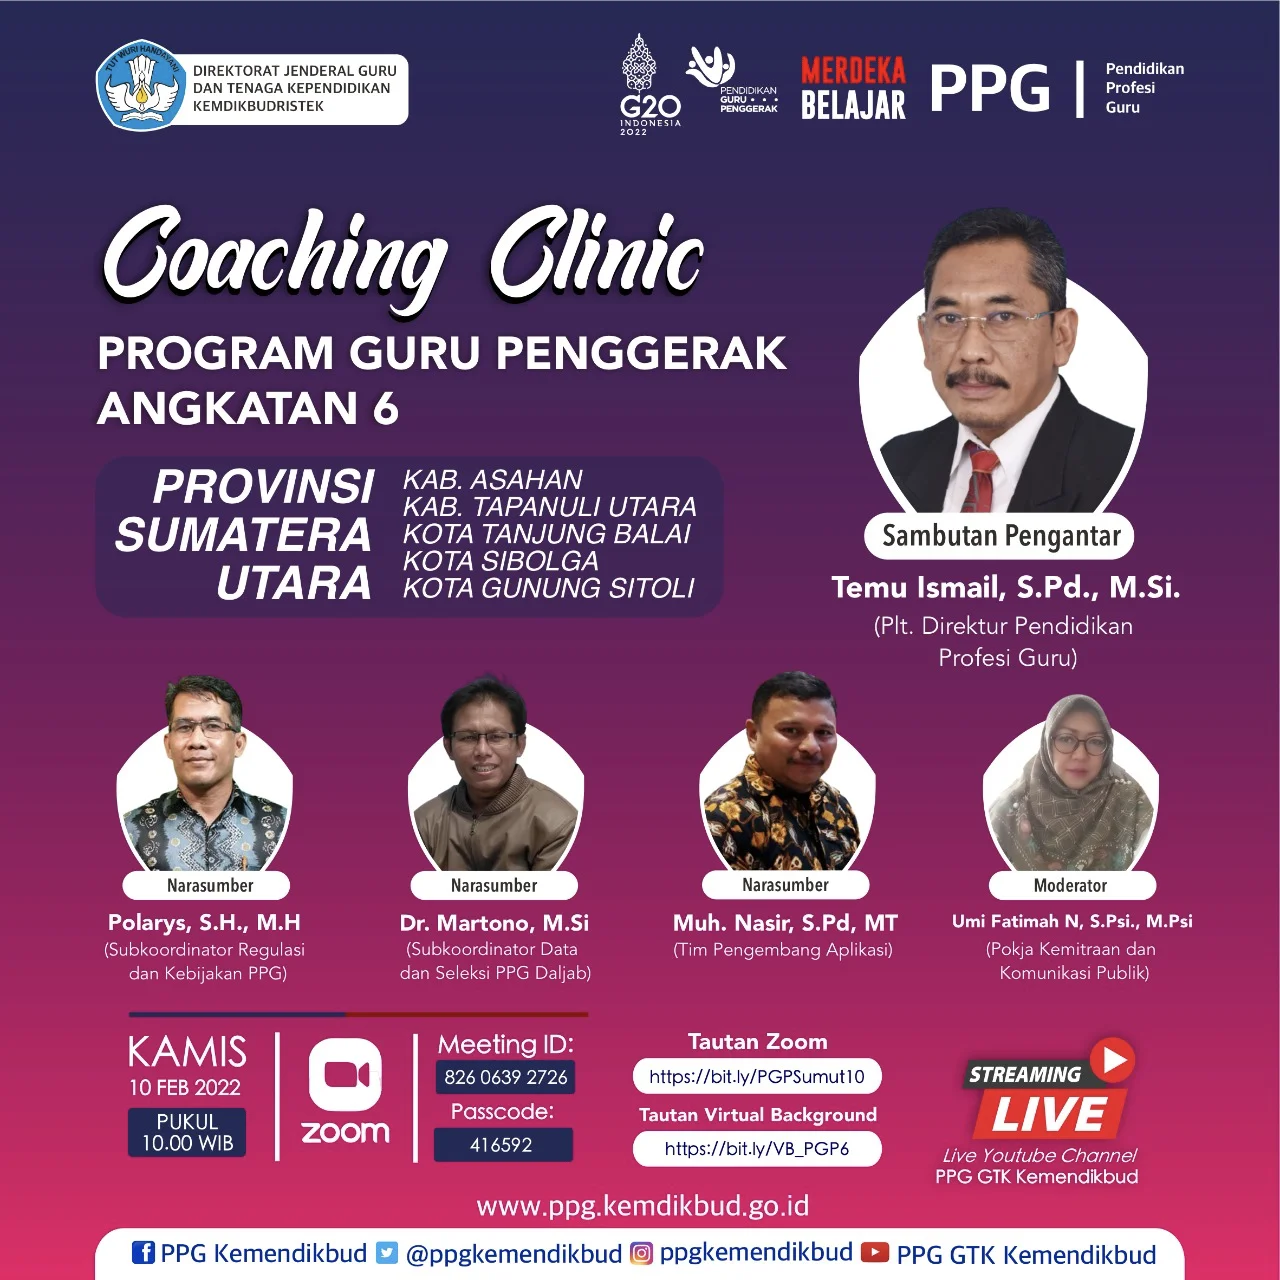 TUT WURI HANDAYANI
DIREKTORAT JENDERAL GURU
DAN TENAGA KEPENDIDIKAN
KEMDIKBUDRISTEK
G20
INDONESIA
2022
PENDIDIKAN
GURU
PENGGERAK
MERDEKA
BELAJAR
PPG
Pendidikan
Profesi
Guru
Coaching Clinic
PROGRAM GURU PENGGERAK
ANGKATAN 6
PROVINSI
SUMATERA
UTARA
KAB. ASAHAN
KAB. TAPANULI UTARA
KOTA TANJUNG BALAI
KOTA SIBOLGA
KOTA GUNUNG SITOLI
Sambutan Pengantar
Temu Ismail, S.Pd., M.Si.
(Plt. Direktur Pendidikan
Profesi Guru)
Narasumber
Polarys, S.H., M.H
(Subkoordinator Regulasi
dan Kebijakan PPG)
Narasumber
Dr. Martono, M.Si
(Subkoordinator Data
dan Seleksi PPG Daljab)
Narasumber
Muh. Nasir, S.Pd, MT
(Tim Pengembang Aplikasi)
Moderator
Umi Fatimah N, S.Psi., M.Psi
(Pokja Kemitraan dan
Komunikasi Publik)
KAMIS
10 FEB 2022
PUKUL
10.00 WIB
zoom
Meeting ID:
826 0639 2726
Passcode:
416592
Tautan Zoom
https://bit.ly/PGPSumut10
Tautan Virtual Background
https://bit.ly/VB_PGP6
STREAMING
LIVE
Live Youtube Channel
PPG GTK Kemendikbud
www.ppg.kemdikbud.go.id
PPG Kemendikbud @ppgkemendikbud ppgkemendikbud PPG GTK Kemendikbud